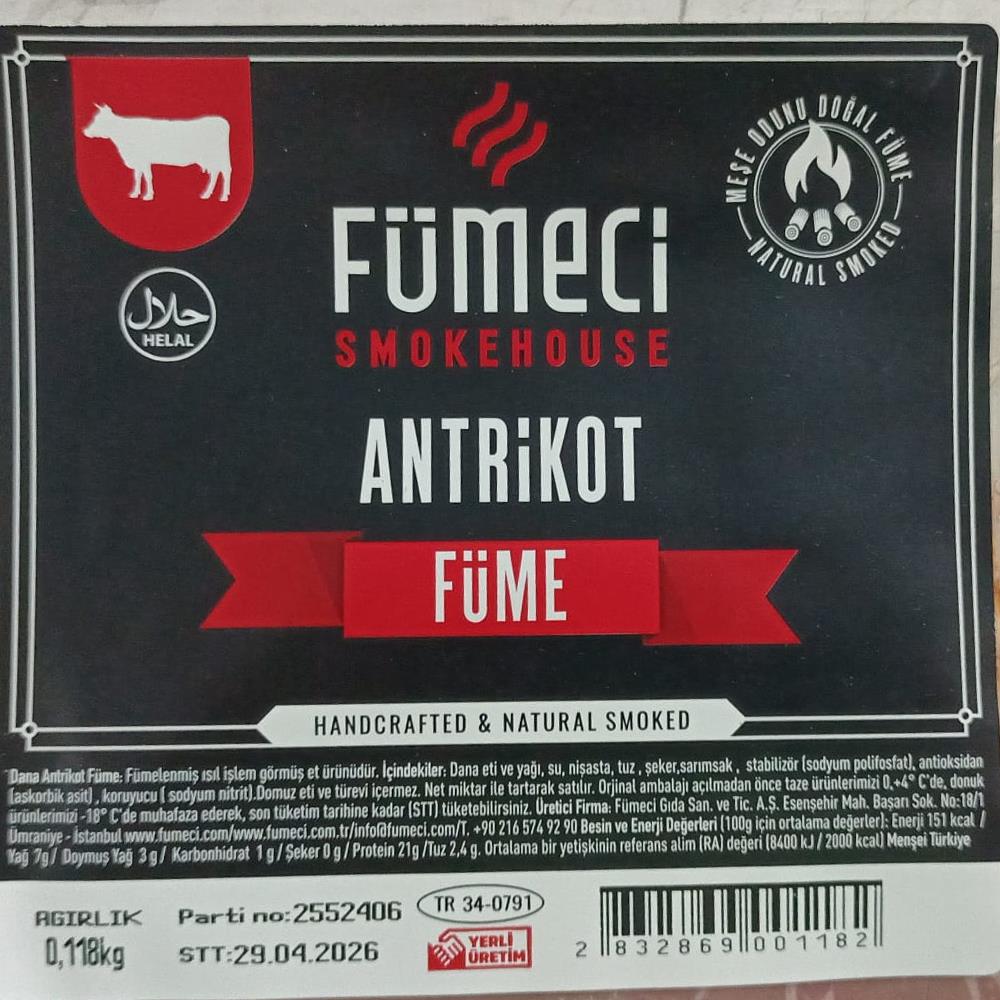 MEŞE ODUNU DOĞAL FÜME
NATURAL SMOKED
FÜMECİ
SMOKEHOUSE
حلال
HELAL
ANTRİKOT
FÜME
HANDCRAFTED & NATURAL SMOKED
Dana Antrikot Füme: Fümelenmiş ısıl işlem görmüş et ürünüdür. İçindekiler: Dana eti ve yağı, su, nişasta, tuz , şeker,sarımsak , stabilizör (sodyum polifosfat), antioksidan
(askorbik asit) , koruyucu ( sodyum nitrit).Domuz eti ve türevi içermez. Net miktar ile tartarak satılır. Orjinal ambalajı açılmadan önce taze ürünlerimizi 0,+4° C'de, donuk
ürünlerimizi -18° C'de muhafaza ederek, son tüketim tarihine kadar (STT) tüketebilirsiniz. Üretici Firma: Fümeci Gıda San. ve Tic. A.Ş. Esenşehir Mah. Başarı Sok. No:18/1
Ümraniye - İstanbul www.fumeci.com/www.fumeci.com.tr/info@fumeci.com/T. +90 216 574 92 90 Besin ve Enerji Değerleri (100g için ortalama değerler): Enerji 151 kcal /
Yağ 7g/ Doymuş Yağ 3 g/ Karbonhidrat 1 g/ Şeker 0 g/ Protein 21g /Tuz 2,4 g. Ortalama bir yetişkinin referans alim (RA) değeri (8400 kJ / 2000 kcal) Menşei Türkiye
AGIRLIK
0,118kg
Parti no:2552406
STT:29.04.2026
TR 34-0791
YERLİ
ÜRETİM
2 832869 001182